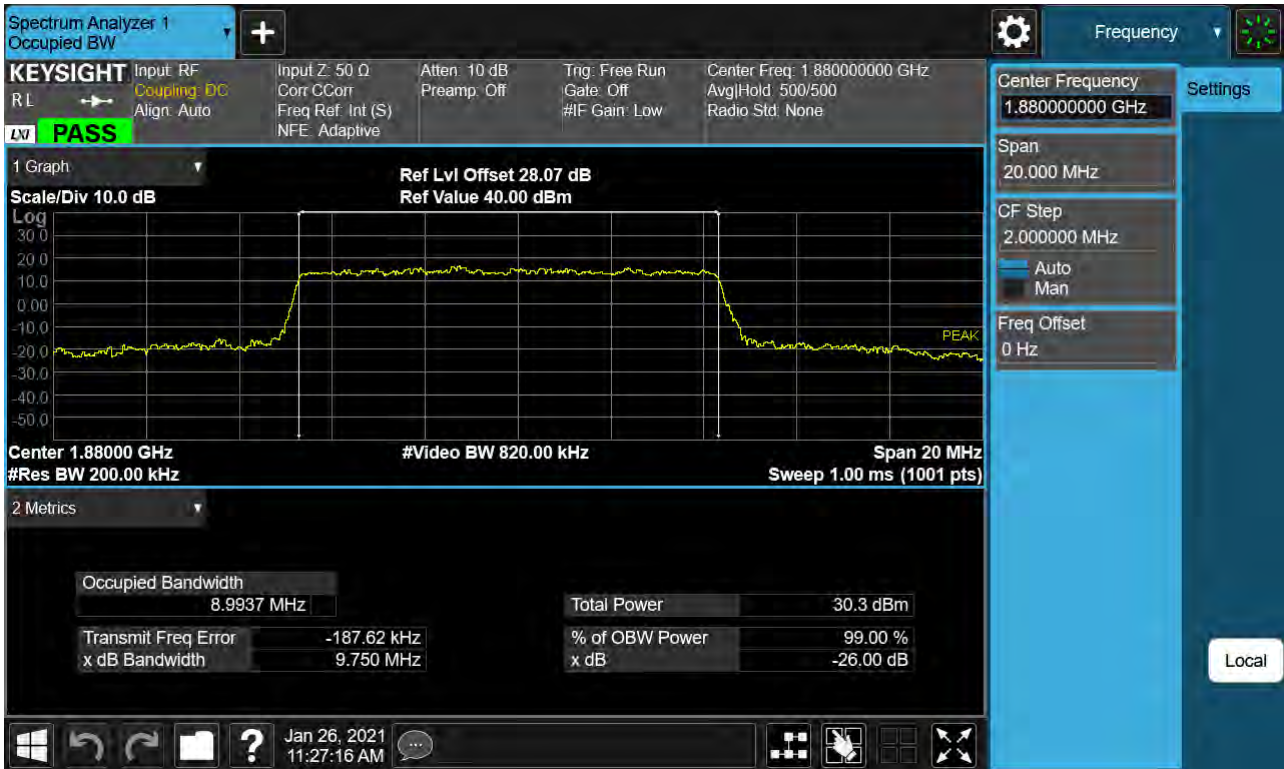 Spectrum Analyzer 1
Occupied BW
+
Frequency
KEYSIGHT
R L
LXI
PASS
Input: RF
Coupling: DC
Align: Auto
Input Z: 50 Ω
Corr CCorr
Freq Ref: Int (S)
NFE: Adaptive
Atten: 10 dB
Preamp: Off
Trig: Free Run
Gate: Off
#IF Gain: Low
Center Freq: 1.880000000 GHz
Avg|Hold: 500/500
Radio Std: None
Center Frequency
1.880000000 GHz
Settings
Span
20.000 MHz
CF Step
2.000000 MHz
Auto
Man
Freq Offset
0 Hz
Local
1 Graph
Scale/Div 10.0 dB
Ref Lvl Offset 28.07 dB
Ref Value 40.00 dBm
Log
30.0
20.0
10.0
0.00
-10.0
-20.0
-30.0
-40.0
-50.0
PEAK
Center 1.88000 GHz
#Res BW 200.00 kHz
#Video BW 820.00 kHz
Span 20 MHz
Sweep 1.00 ms (1001 pts)
2 Metrics
Occupied Bandwidth
8.9937 MHz
Transmit Freq Error -187.62 kHz
x dB Bandwidth 9.750 MHz
Total Power 30.3 dBm
% of OBW Power 99.00 %
x dB -26.00 dB
?
Jan 26, 2021
11:27:16 AM